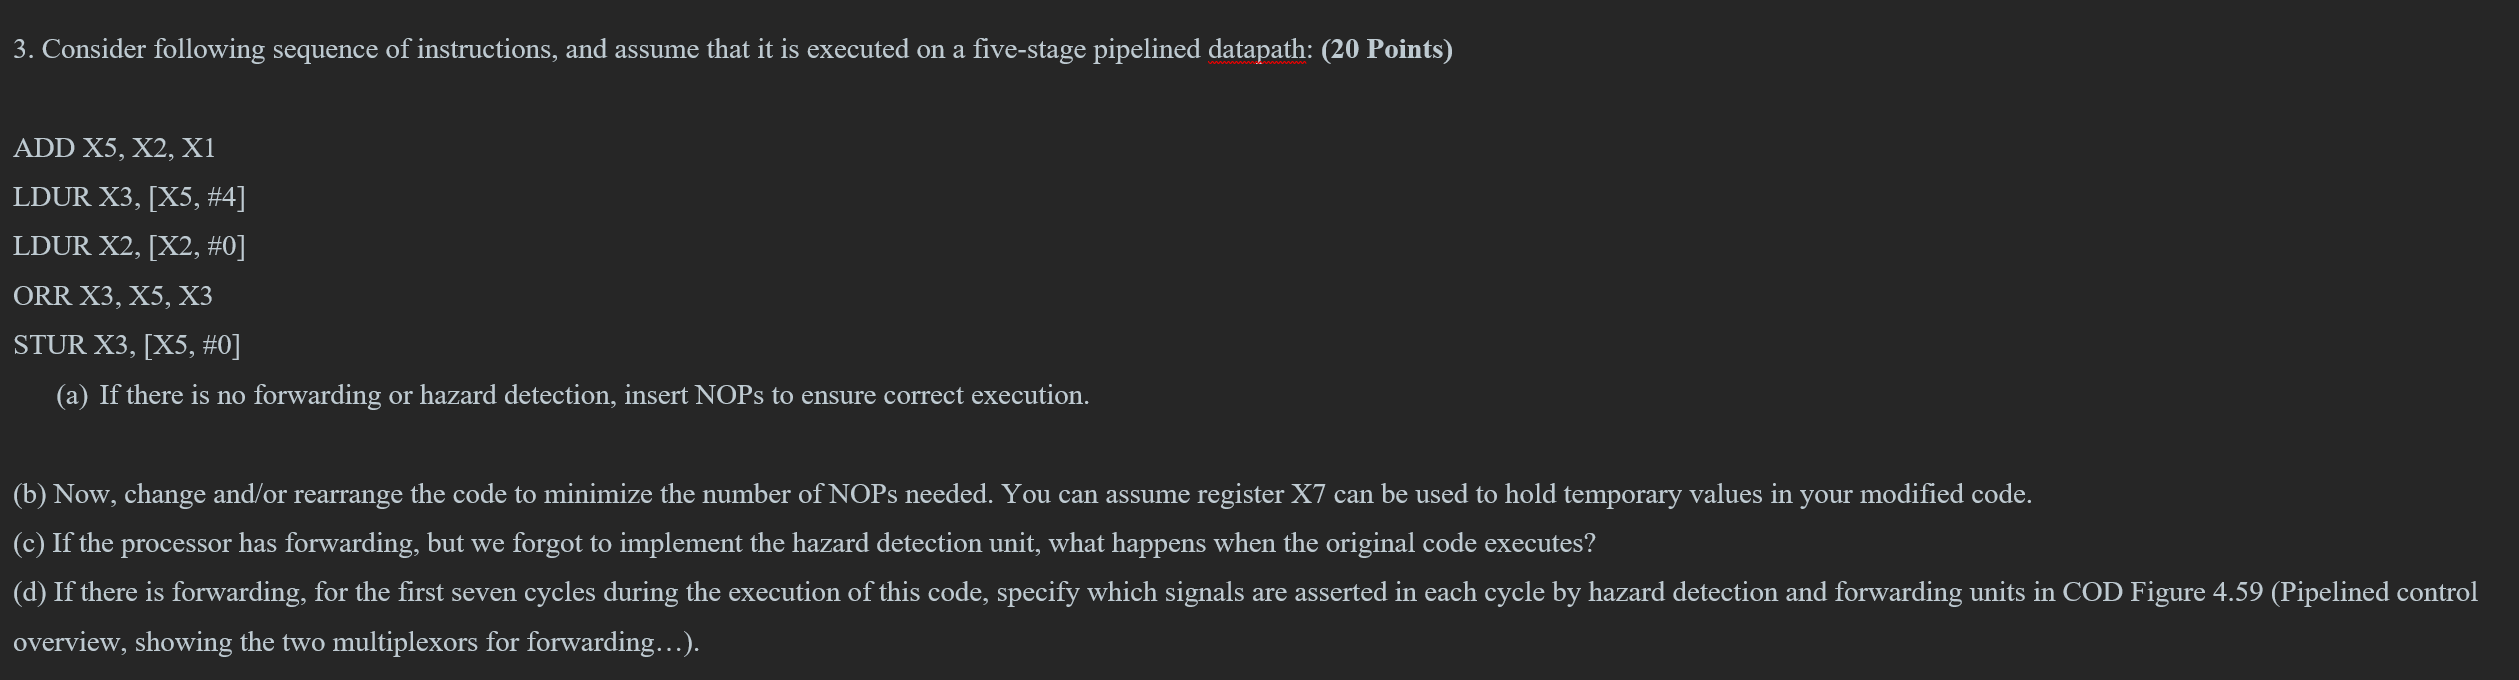 3. Consider following sequence of instructions, and assume that it is executed on a five-stage pipelined datapath: (20 Points)
ADD X5, X2, X1
LDUR X3, [X5, #4]
LDUR X2, [X2, #0]
ORR X3, X5, X3
STUR X3, [X5, #0]
(a) If there is no forwarding or hazard detection, insert NOPs to ensure correct execution.
(b) Now, change and/or rearrange the code to minimize the number of NOPs needed. You can assume register X7 can be used to hold temporary values in your modified code.
(c) If the processor has forwarding, but we forgot to implement the hazard detection unit, what happens when the original code executes?
(d) If there is forwarding, for the first seven cycles during the execution of this code, specify which signals are asserted in each cycle by hazard detection and forwarding units in COD Figure 4.59 (Pipelined control
overview, showing the two multiplexors for forwarding…).